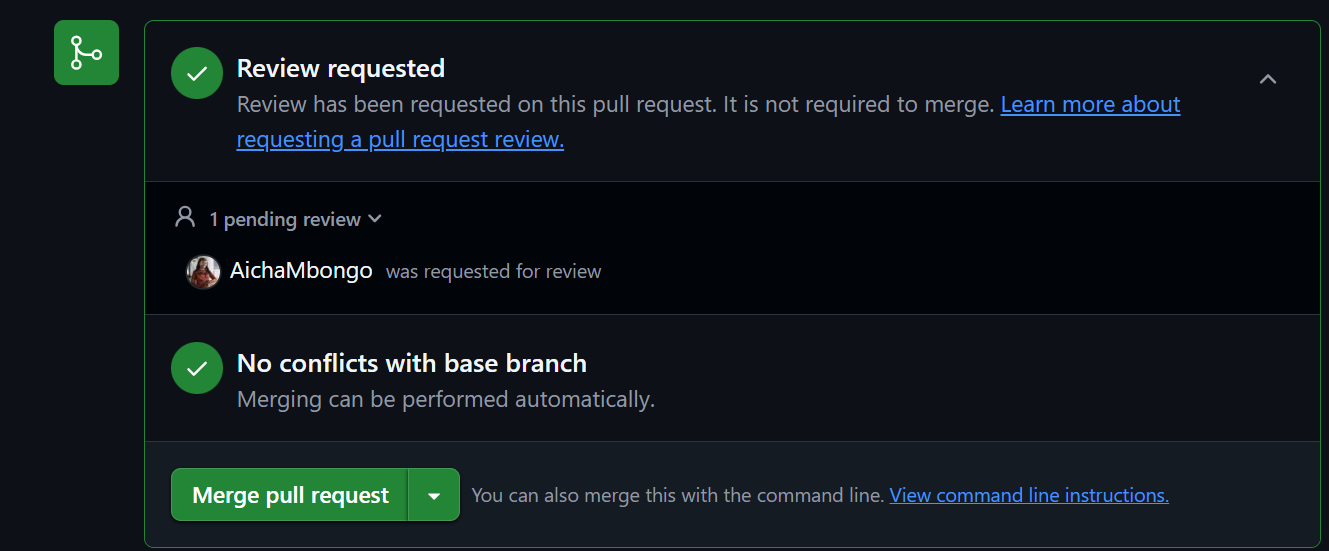 Review requested
Review has been requested on this pull request. It is not required to merge. Learn more about
requesting a pull request review.
1 pending review
AichaMbongo was requested for review
No conflicts with base branch
Merging can be performed automatically.
Merge pull request You can also merge this with the command line. View command line instructions.